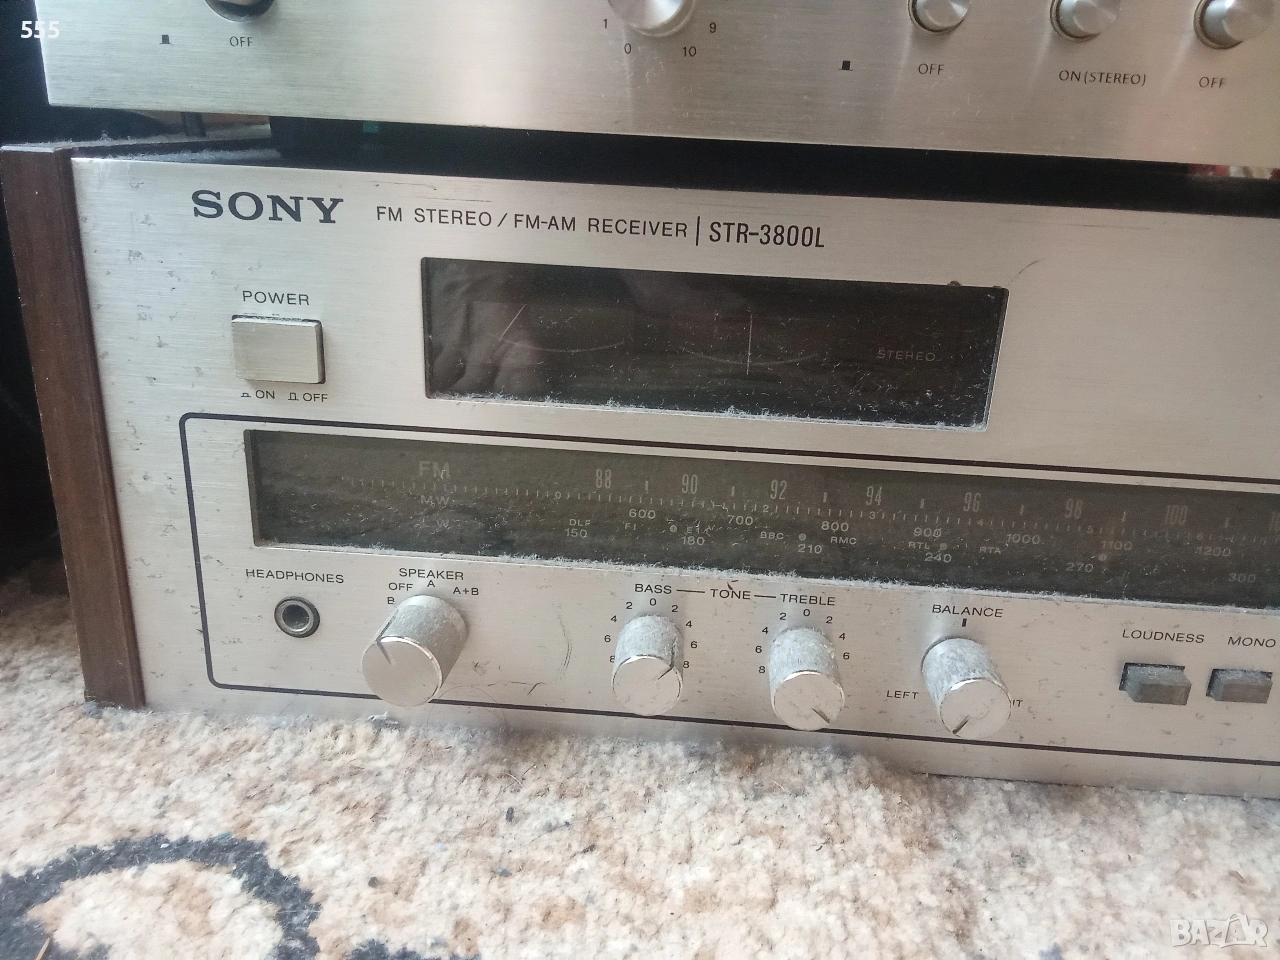 555
OFF
1 0 9 10
OFF
ON(STEREO)
OFF
SONY FM STEREO / FM-AM RECEIVER | STR-3800L
POWER
ON OFF
STEREO
FM 88 90 92 94 96 98 100
MW 600 700 800 900 1000 1100 1200
DLF BBC RMC RTL RTA
150 180 210 240 270 300
HEADPHONES
SPEAKER
B OFF A A+B
BASS — TONE — TREBLE
8 6 4 2 0 2 4 6 8
8 6 4 2 0 2 4 6
BALANCE
LEFT
LOUDNESS
MONO
BAZAR